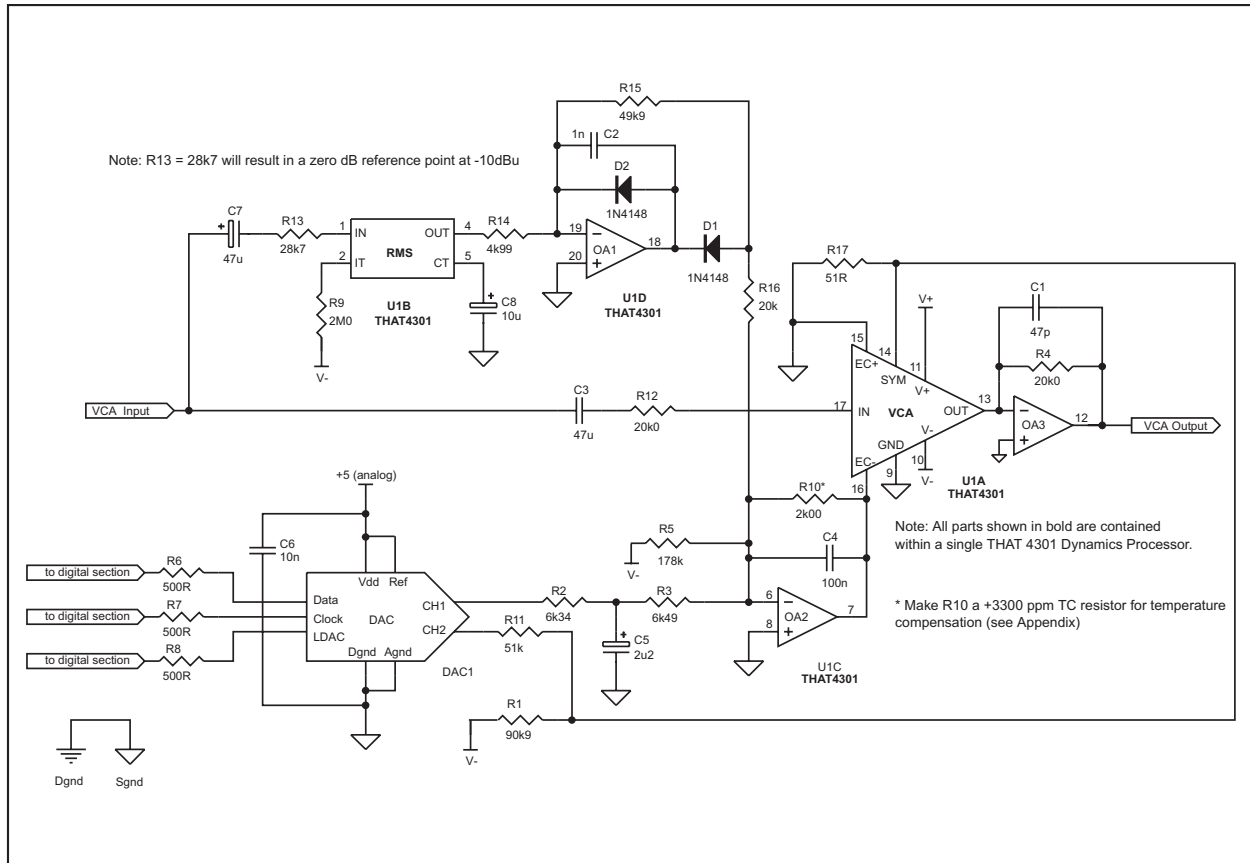 R15
49k9
1n C2
Note: R13 = 28k7 will result in a zero dB reference point at -10dBu
D2
1N4148
C7
+
47u
R13
28k7
1 IN
2 IT
OUT 4
CT 5
RMS
U1B
THAT4301
R14
4k99
19
20
−
+
OA1
18
U1D
THAT4301
D1
1N4148
R9
2M0
V-
+
C8
10u
R16
20k
R17
51R
V+
C1
47p
R4
20k0
15
14
11
EC+
SYM
V+
17 IN
VCA
OUT 13
V-
GND
EC-
9
10
V-
16
−
+
OA3
12
VCA Output
U1A
THAT4301
VCA Input
C3
47u
R12
20k0
R10*
2k00
C4
100n
R5
178k
V-
Note: All parts shown in bold are contained
within a single THAT 4301 Dynamics Processor.
* Make R10 a +3300 ppm TC resistor for temperature
compensation (see Appendix)
+5 (analog)
C6
10n
Vdd
Ref
to digital section
R6
500R
to digital section
R7
500R
to digital section
R8
500R
Data
Clock
LDAC
DAC
CH1
CH2
Dgnd
Agnd
DAC1
R2
6k34
R3
6k49
R11
51k
+
C5
2u2
6
8
−
+
OA2
7
U1C
THAT4301
R1
90k9
V-
Dgnd
Sgnd